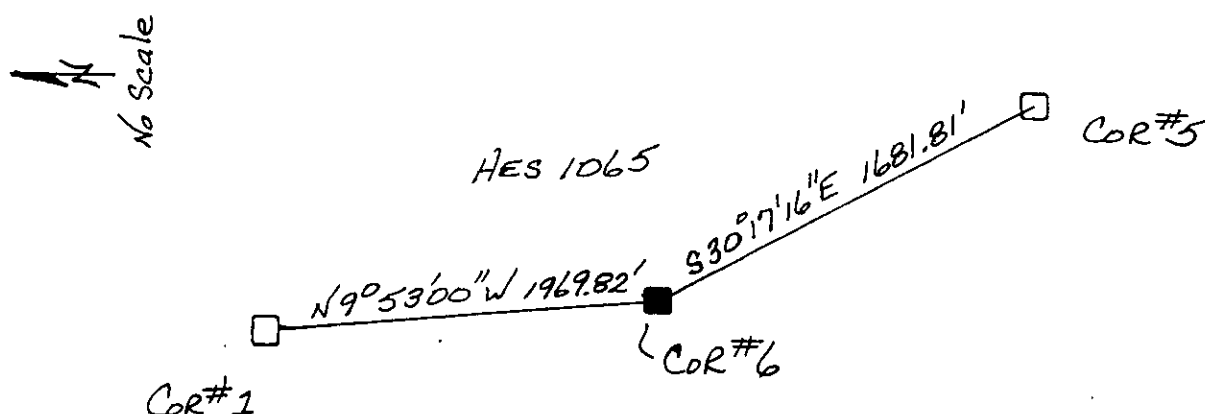 N
No Scale
HES 1065
COR #5
S30°17'16"E 1681.81'
N9°53'00"W 1969.82'
COR #6
COR #1